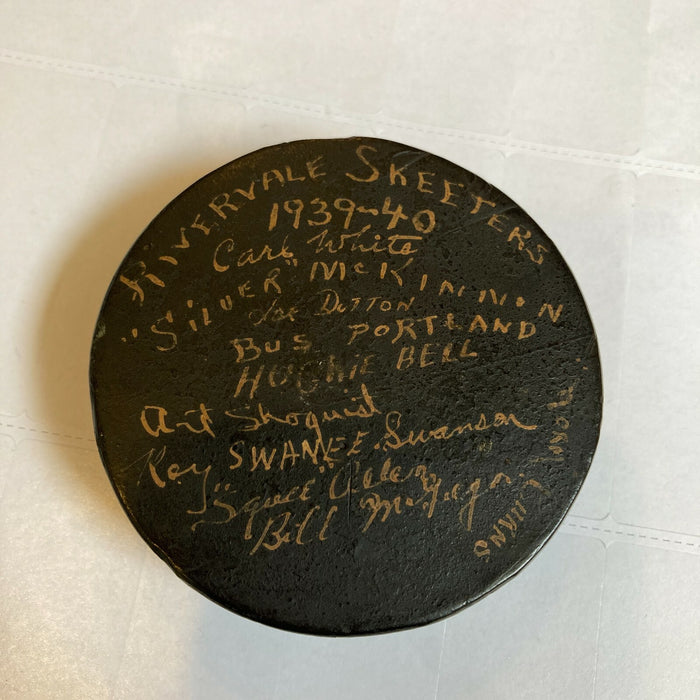 RIVERVALE SKEETERS
1939-40
Carl White
"SILVER" McKINNON
Joe DUTTON
BUS PORTLAND
HUGHIE BELL
Art Shoquist
Ray "SWANEE" Swanson
"Squee" Allen
Bill McGregor